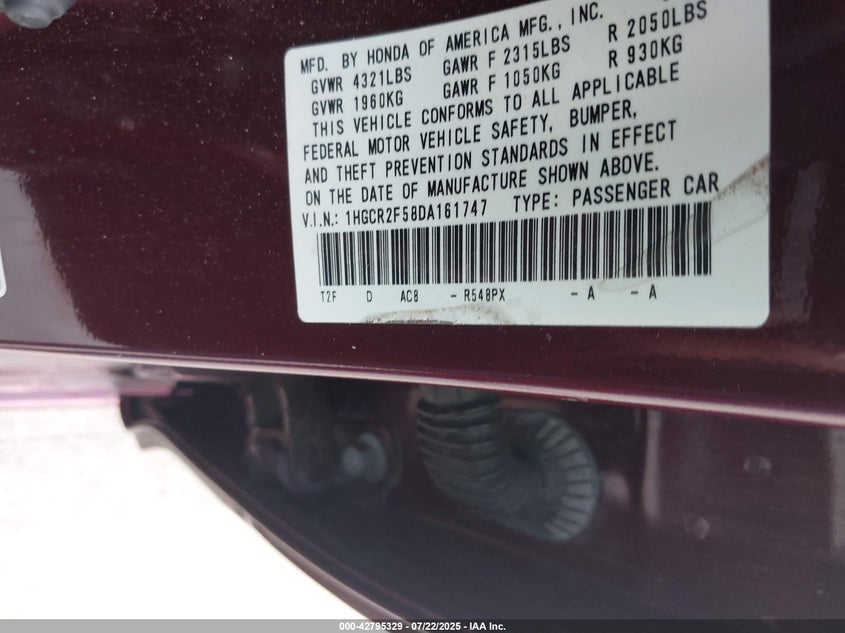 MFD. BY HONDA OF AMERICA MFG., INC.
GVWR 4321LBS GAWR F 2315LBS R 2050LBS
GVWR 1960KG GAWR F 1050KG R 930KG
THIS VEHICLE CONFORMS TO ALL APPLICABLE
FEDERAL MOTOR VEHICLE SAFETY, BUMPER,
AND THEFT PREVENTION STANDARDS IN EFFECT
ON THE DATE OF MANUFACTURE SHOWN ABOVE.
V.I.N.: 1HGCR2F58DA161747 TYPE: PASSENGER CAR
T2F D AC8 - R548PX - A - A
000-42795329 - 07/22/2025 - IAA Inc.